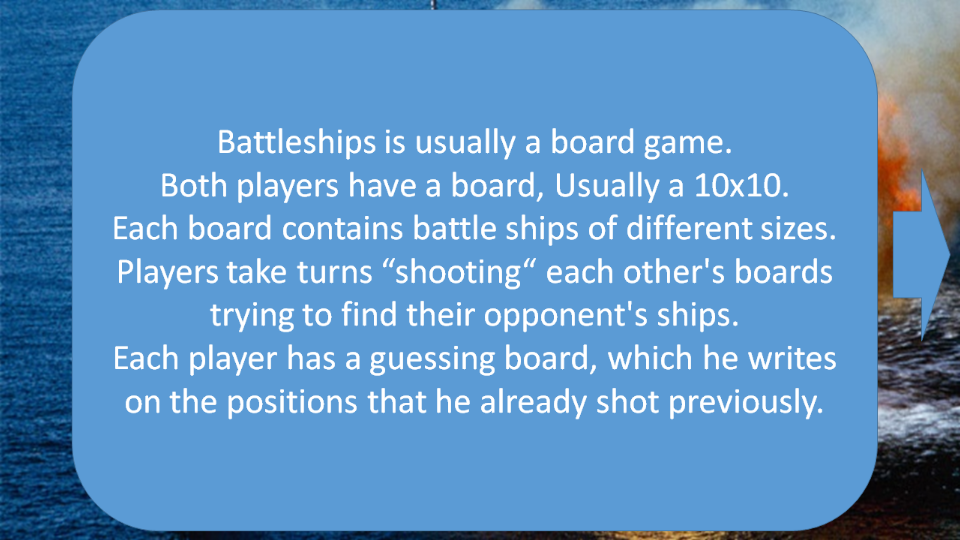 Battleships is usually a board game.
Both players have a board, Usually a 10x10.
Each board contains battle ships of different sizes.
Players take turns “shooting“ each other's boards
trying to find their opponent's ships.
Each player has a guessing board, which he writes
on the positions that he already shot previously.